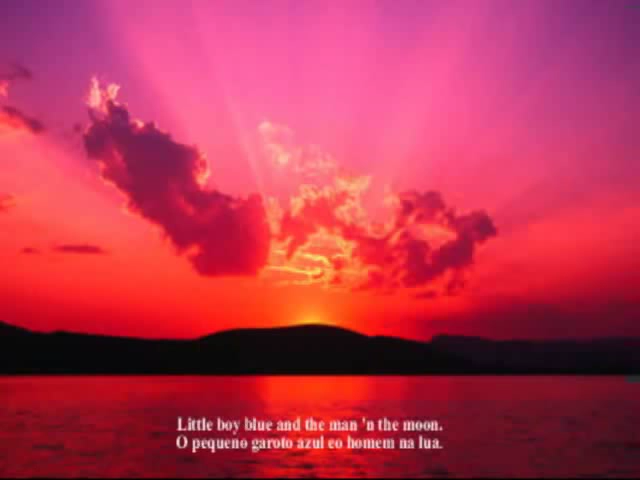 Little boy blue and the man 'n the moon.
O pequeno garoto azul eo homem na lua.